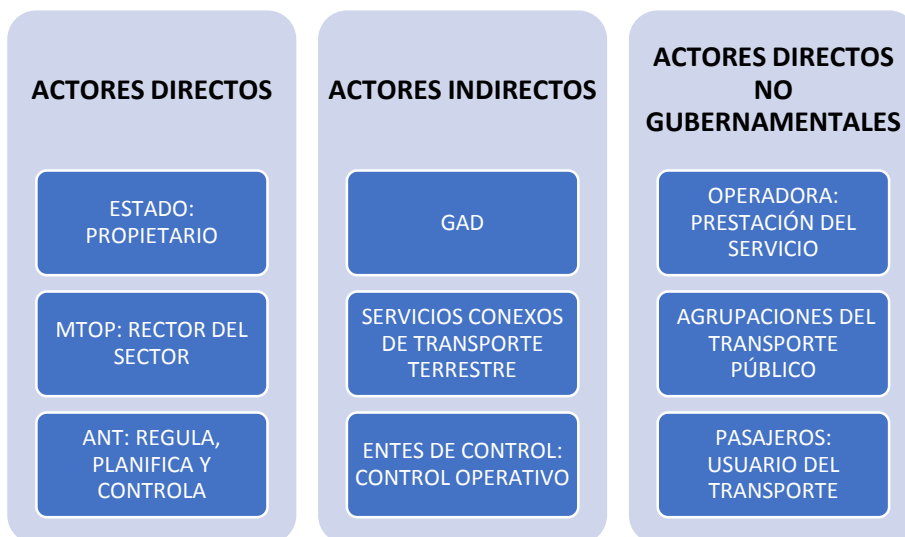 ACTORES DIRECTOS
ESTADO:
PROPIETARIO
MTOP: RECTOR DEL
SECTOR
ANT: REGULA,
PLANIFICA Y
CONTROLA
ACTORES INDIRECTOS
GAD
SERVICIOS CONEXOS
DE TRANSPORTE
TERRESTRE
ENTES DE CONTROL:
CONTROL OPERATIVO
ACTORES DIRECTOS
NO
GUBERNAMENTALES
OPERADORA:
PRESTACIÓN DEL
SERVICIO
AGRUPACIONES DEL
TRANSPORTE
PÚBLICO
PASAJEROS:
USUARIO DEL
TRANSPORTE